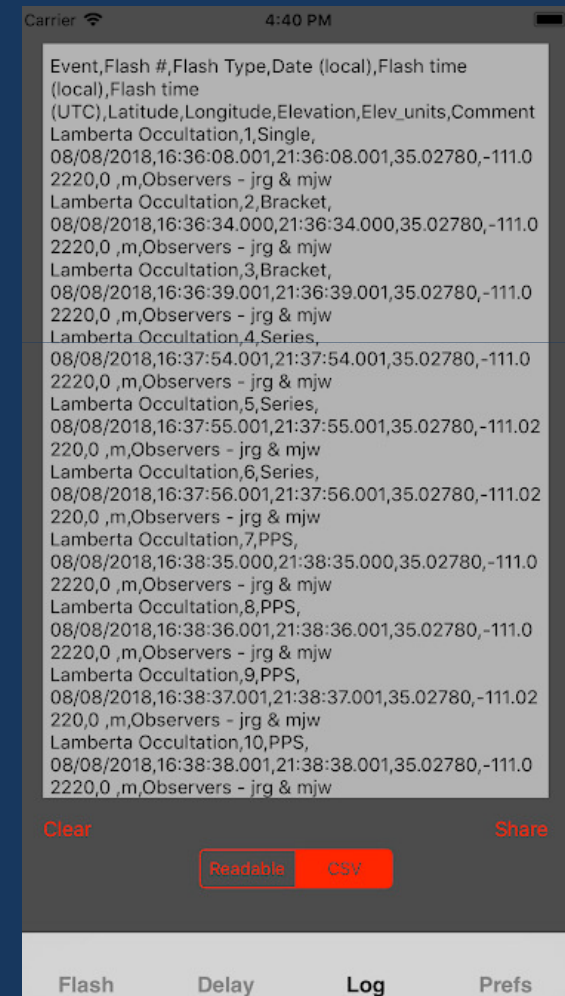 Carrier
4:40 PM
Event,Flash #,Flash Type,Date (local),Flash time
(local),Flash time
(UTC),Latitude,Longitude,Elevation,Elev_units,Comment
Lamberta Occultation,1,Single,
08/08/2018,16:36:08.001,21:36:08.001,35.02780,-111.0
2220,0 ,m,Observers - jrg & mjw
Lamberta Occultation,2,Bracket,
08/08/2018,16:36:34.000,21:36:34.000,35.02780,-111.0
2220,0 ,m,Observers - jrg & mjw
Lamberta Occultation,3,Bracket,
08/08/2018,16:36:39.001,21:36:39.001,35.02780,-111.0
2220,0 ,m,Observers - jrg & mjw
Lamberta Occultation,4,Series,
08/08/2018,16:37:54.001,21:37:54.001,35.02780,-111.0
2220,0 ,m,Observers - jrg & mjw
Lamberta Occultation,5,Series,
08/08/2018,16:37:55.001,21:37:55.001,35.02780,-111.02
220,0 ,m,Observers - jrg & mjw
Lamberta Occultation,6,Series,
08/08/2018,16:37:56.001,21:37:56.001,35.02780,-111.02
220,0 ,m,Observers - jrg & mjw
Lamberta Occultation,7,PPS,
08/08/2018,16:38:35.000,21:38:35.000,35.02780,-111.0
2220,0 ,m,Observers - jrg & mjw
Lamberta Occultation,8,PPS,
08/08/2018,16:38:36.001,21:38:36.001,35.02780,-111.0
2220,0 ,m,Observers - jrg & mjw
Lamberta Occultation,9,PPS,
08/08/2018,16:38:37.001,21:38:37.001,35.02780,-111.02
220,0 ,m,Observers - jrg & mjw
Lamberta Occultation,10,PPS,
08/08/2018,16:38:38.001,21:38:38.001,35.02780,-111.0
2220,0 ,m,Observers - jrg & mjw
Clear
Share
Readable
CSV
Flash
Delay
Log
Prefs